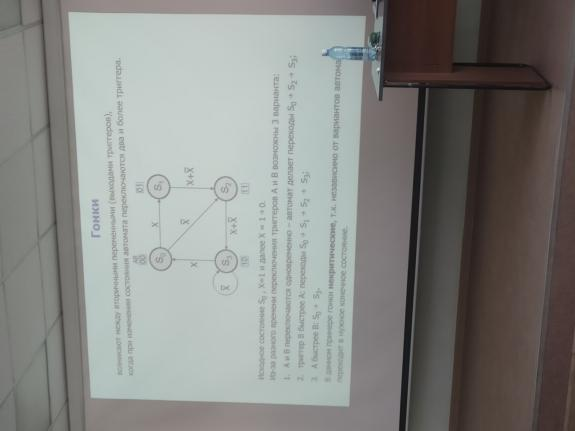 Гонки
возникают между вторичными переменными (выходами триггеров),
когда при изменении состояния автомата переключаются два и более триггера.
AB
00
01
S₀
X
S₁
X
X̅
X+X̅
S₃
X+X̅
S₂
X̅
10
11
Исходное состояние S₀, X=1 и далее X = 1→0.
Из-за разного времени переключения триггеров А и В возможны 3 варианта:
1. А и В переключаются одновременно – автомат делает переходы S₀ → S₂ → S₃;
2. триггер В быстрее А: переходы S₀ → S₁ → S₂ → S₃;
3. А быстрее В: S₀ → S₃.
В данном примере гонки некритические, т.к. независимо от вариантов автома
переходит в нужное конечное состояние.